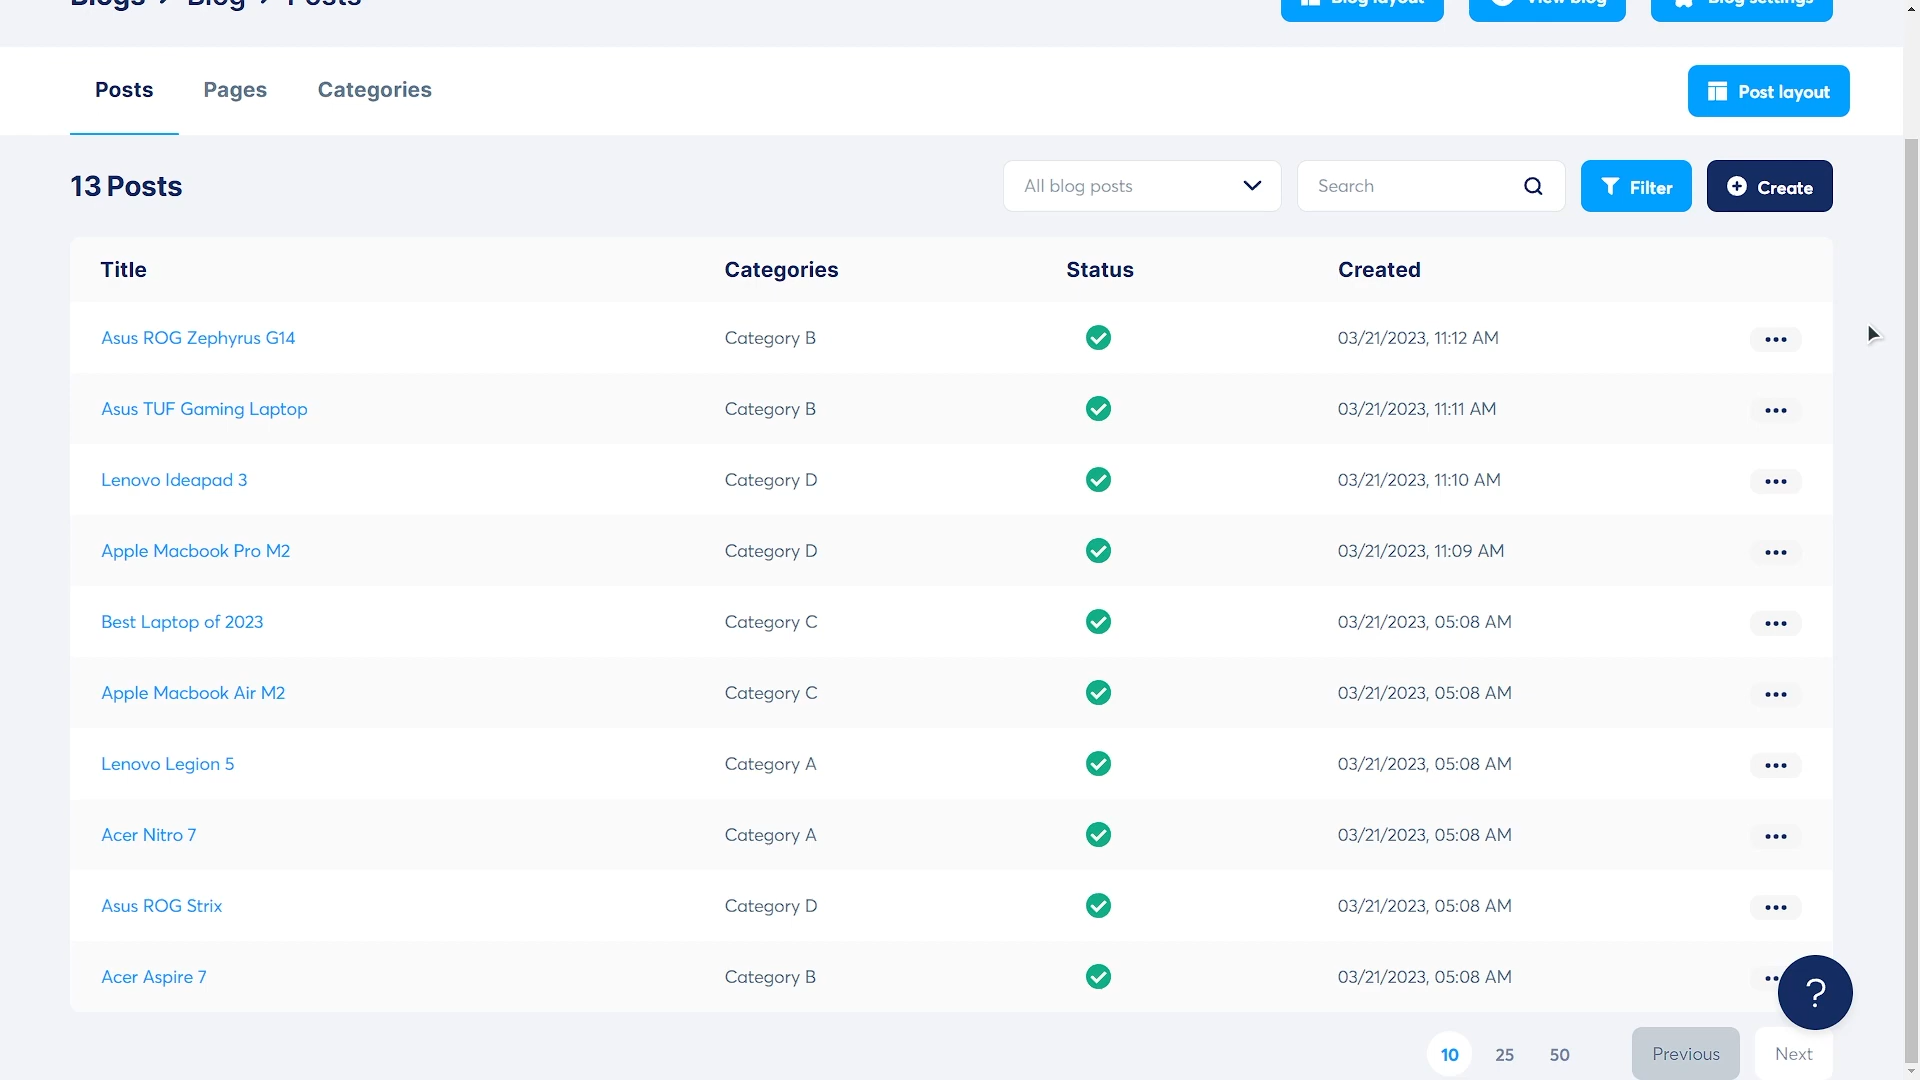 Blogs > Blog > Posts
Blog layout
View blog
Blog settings
Posts
Pages
Categories
Post layout
13 Posts
All blog posts
Search
Filter
Create
Title Categories Status Created
Asus ROG Zephyrus G14 Category B 03/21/2023, 11:12 AM
Asus TUF Gaming Laptop Category B 03/21/2023, 11:11 AM
Lenovo Ideapad 3 Category D 03/21/2023, 11:10 AM
Apple Macbook Pro M2 Category D 03/21/2023, 11:09 AM
Best Laptop of 2023 Category C 03/21/2023, 05:08 AM
Apple Macbook Air M2 Category C 03/21/2023, 05:08 AM
Lenovo Legion 5 Category A 03/21/2023, 05:08 AM
Acer Nitro 7 Category A 03/21/2023, 05:08 AM
Asus ROG Strix Category D 03/21/2023, 05:08 AM
Acer Aspire 7 Category B 03/21/2023, 05:08 AM
?
10 25 50 Previous Next